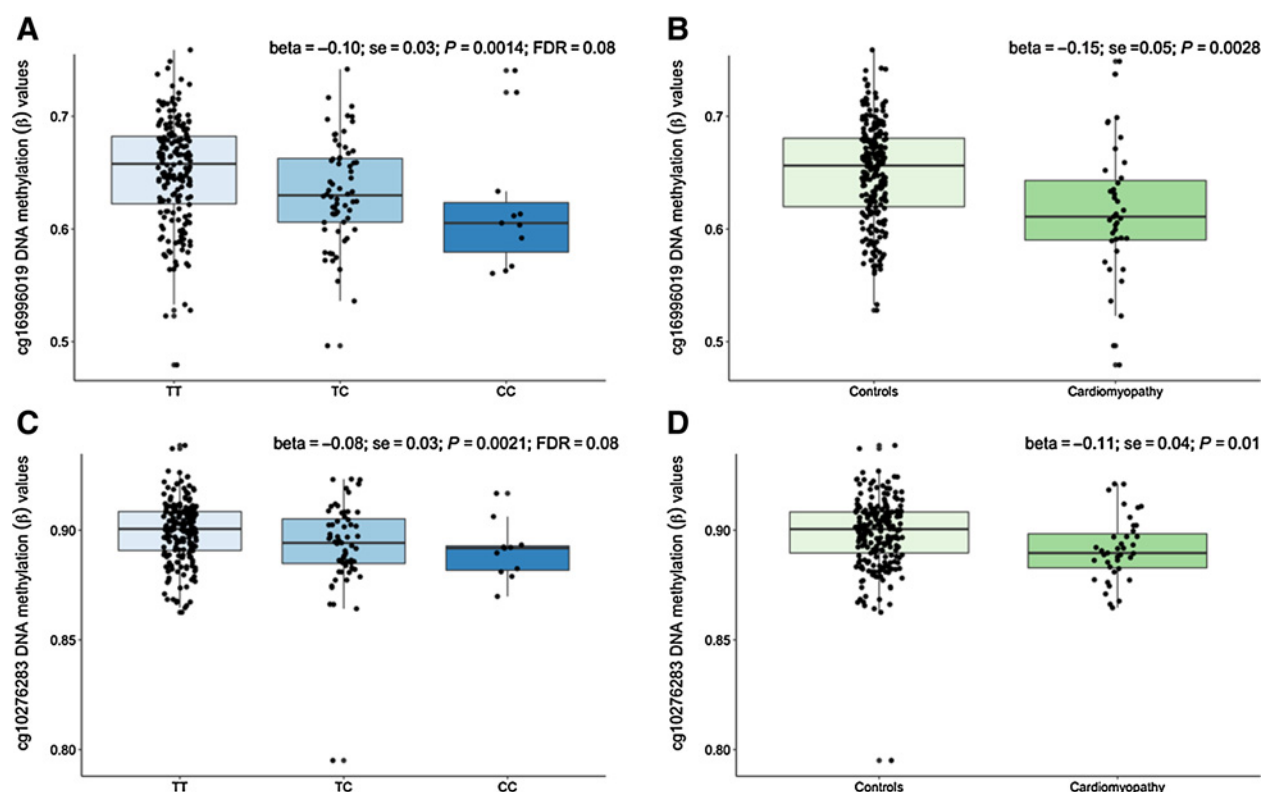 A
beta = –0.10; se = 0.03; P = 0.0014; FDR = 0.08
cg16996019 DNA methylation (β) values
0.7
0.6
0.5
TT
TC
CC
B
beta = –0.15; se =0.05; P = 0.0028
cg16996019 DNA methylation (β) values
0.7
0.6
0.5
Controls
Cardiomyopathy
C
beta = –0.08; se = 0.03; P = 0.0021; FDR = 0.08
cg10276283 DNA methylation (β) values
0.90
0.85
0.80
TT
TC
CC
D
beta = –0.11; se = 0.04; P = 0.01
cg10276283 DNA methylation (β) values
0.90
0.85
0.80
Controls
Cardiomyopathy